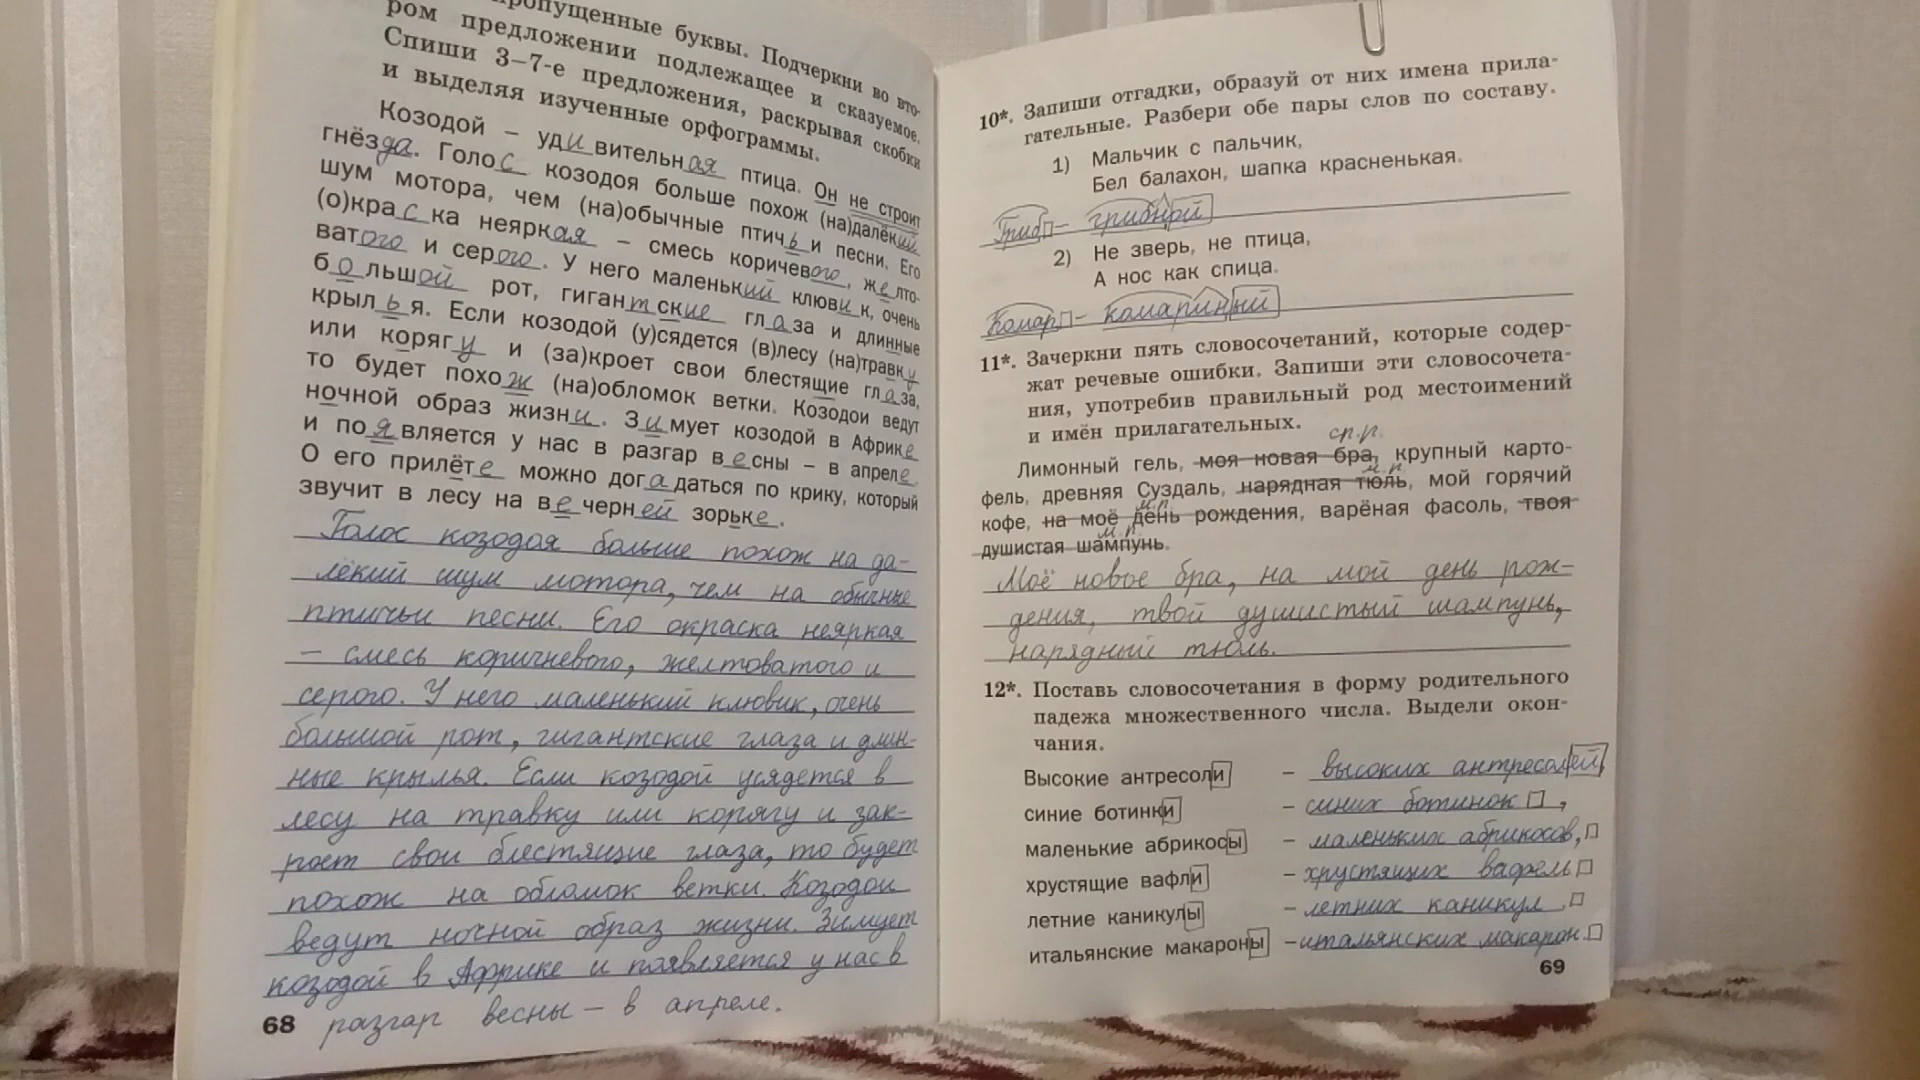 пропущенные буквы. Подчеркни во вто-
ром предложении подлежащее и сказуемое.
Спиши 3–7-е предложения, раскрывая скобки
и выделяя изученные орфограммы.
Козодой – удивительная птица. Он не строит
гнёзда. Голос козодоя больше похож (на)далёкий
шум мотора, чем (на)обычные птичьи песни. Его
(о)краска неяркая – смесь коричевого, желто-
ватого и серого. У него маленький клювик, очень
большой рот, гигантские глаза и длинные
крылья. Если козодой (у)сядется (в)лесу (на)травку
или корягу и (за)кроет свои блестящие глаза,
то будет похож (на)обломок ветки. Козодои ведут
ночной образ жизни. Зимует козодой в Африке
и появляется у нас в разгар весны – в апреле.
О его прилёте можно догадаться по крику, который
звучит в лесу на вечерней зорьке.
Голос козодоя больше похож на да-
лёкий шум мотора, чем на обычные
птичьи песни. Его окраска неяркая
– смесь коричневого, желтоватого и
серого. У него маленький клювик, очень
большой рот, гигантские глаза и длин-
ные крылья. Если козодой усядется в
лесу на травку или корягу и зак-
роет свои блестящие глаза, то будет
похож на обломок ветки. Козодои
ведут ночной образ жизни. Зимует
козодой в Африке и появляется у нас в
разгар весны – в апреле.
68
10*. Запиши отгадки, образуй от них имена прила-
гательные. Разбери обе пары слов по составу.
1) Мальчик с пальчик,
Бел балахон, шапка красненькая.
Гриб – грибной
2) Не зверь, не птица,
А нос как спица.
Комар – комариный
11*. Зачеркни пять словосочетаний, которые содер-
жат речевые ошибки. Запиши эти словосочета-
ния, употребив правильный род местоимений
и имён прилагательных.
ср.р.
Лимонный гель, моя новая бра, крупный карто-
м.р.
фель, древняя Суздаль, нарядная тюль, мой горячий
м.р.
кофе, на моё день рождения, варёная фасоль, твоя
м.р.
душистая шампунь.
Моё новое бра, на мой день рож-
дения, твой душистый шампунь,
нарядный тюль.
12*. Поставь словосочетания в форму родительного
падежа множественного числа. Выдели окон-
чания.
Высокие антресоли – высоких антресолей,
синие ботинки – синих ботинок,
маленькие абрикосы – маленьких абрикосов,
хрустящие вафли – хрустящих вафель
летние каникулы – летних каникул,
итальянские макароны – итальянских макарон.
69